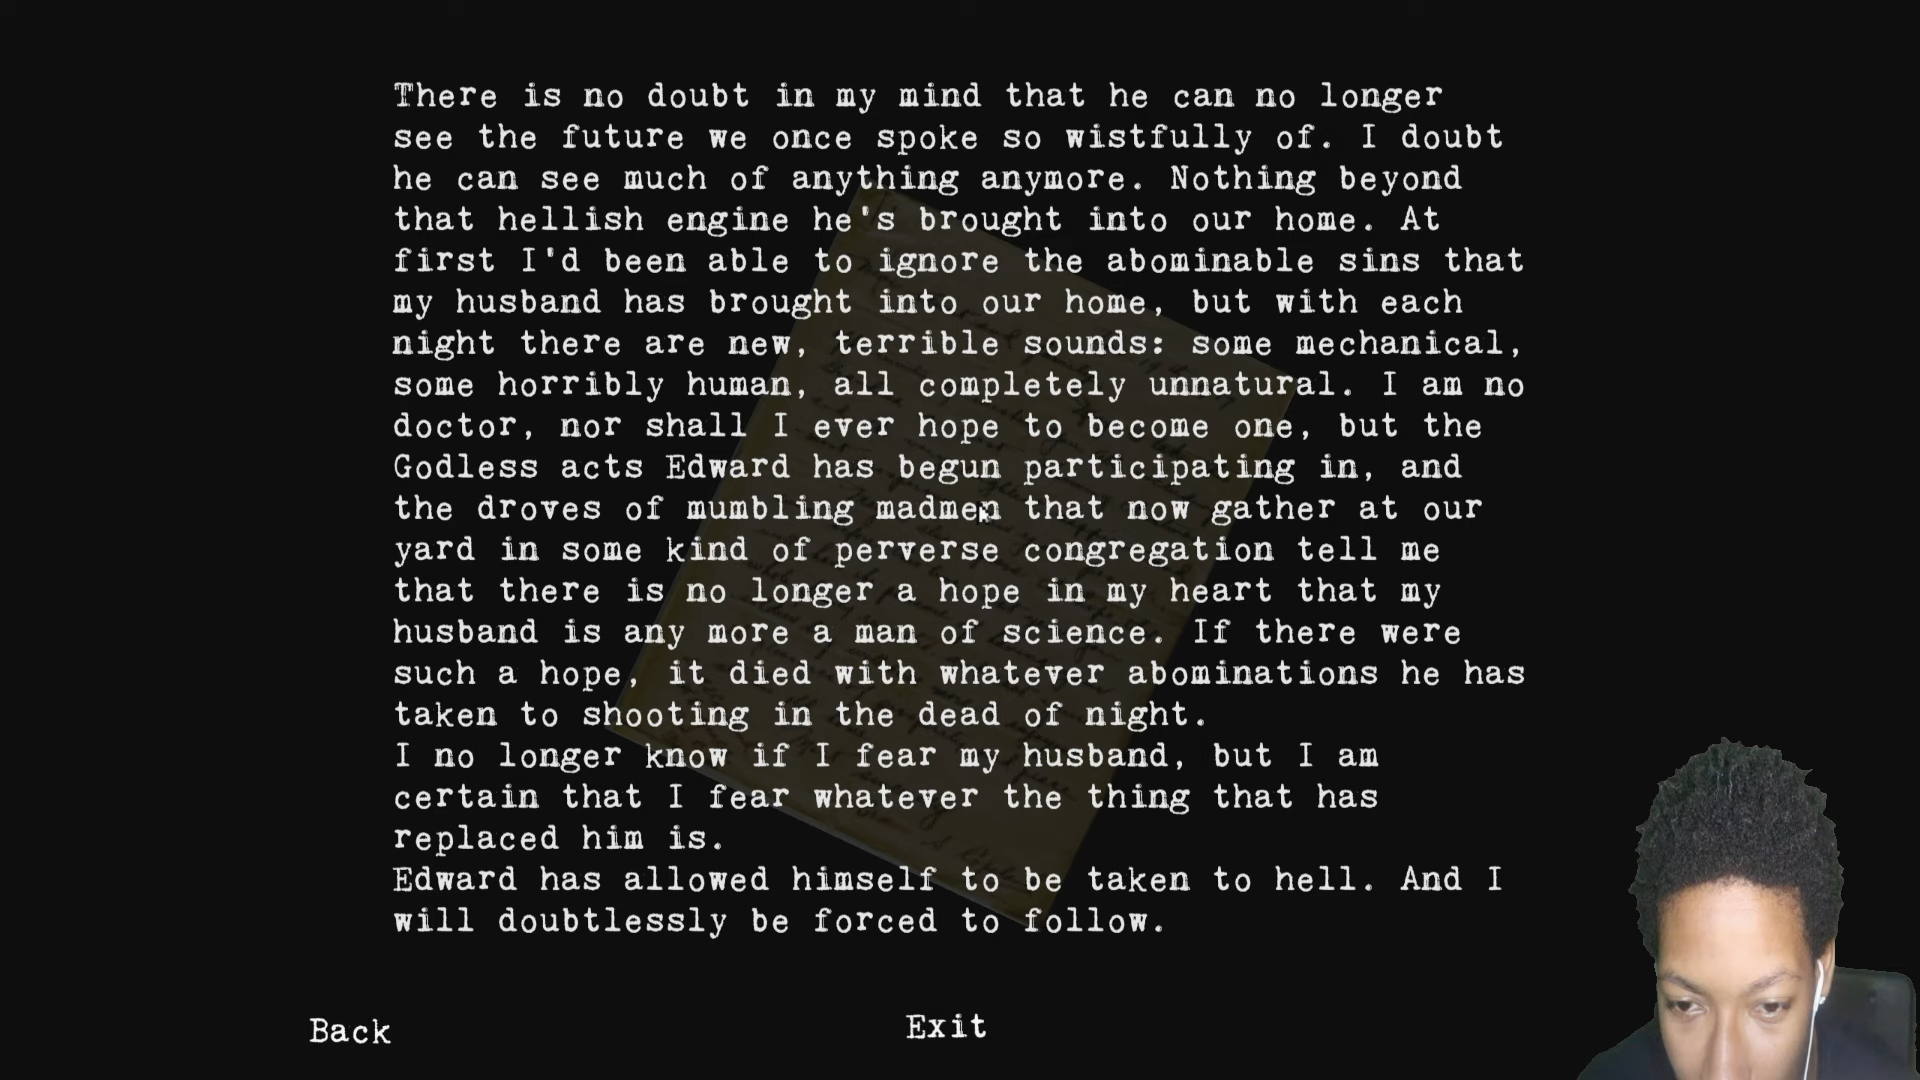 There is no doubt in my mind that he can no longer
see the future we once spoke so wistfully of. I doubt
he can see much of anything anymore. Nothing beyond
that hellish engine he's brought into our home. At
first I'd been able to ignore the abominable sins that
my husband has brought into our home, but with each
night there are new, terrible sounds: some mechanical,
some horribly human, all completely unnatural. I am no
doctor, nor shall I ever hope to become one, but the
Godless acts Edward has begun participating in, and
the droves of mumbling madmen that now gather at our
yard in some kind of perverse congregation tell me
that there is no longer a hope in my heart that my
husband is any more a man of science. If there were
such a hope, it died with whatever abominations he has
taken to shooting in the dead of night.
I no longer know if I fear my husband, but I am
certain that I fear whatever the thing that has
replaced him is.
Edward has allowed himself to be taken to hell. And I
will doubtlessly be forced to follow.
Back
Exit